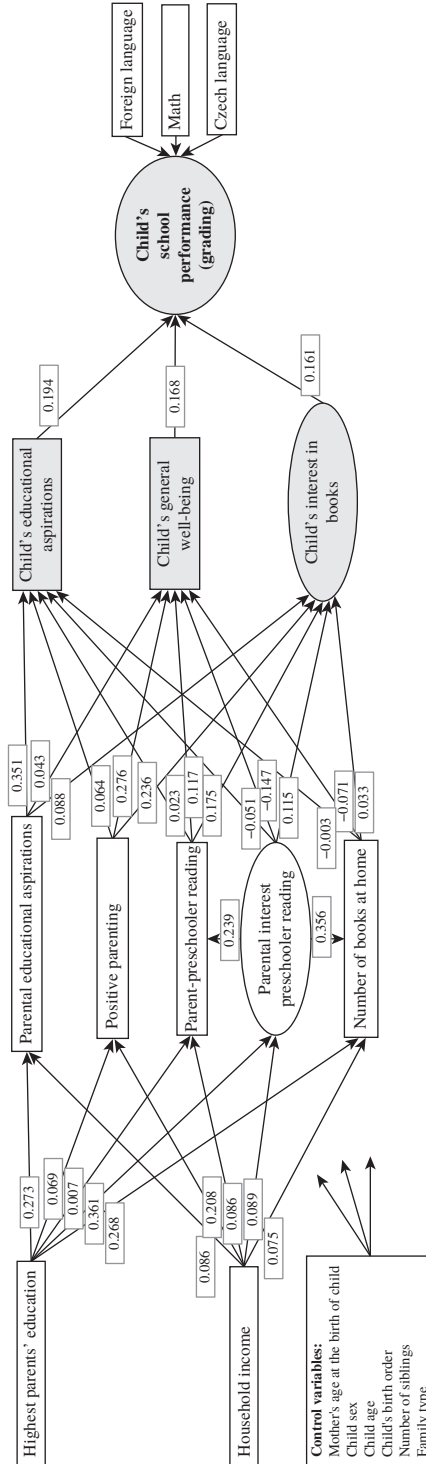 Highest parents' education
Household income
Control variables:
Mother's age at the birth of child
Child sex
Child age
Child's birth order
Number of siblings
Family type
0.273
0.069
0.007
0.361
0.268
0.086
0.208
0.086
0.089
0.075
Parental educational aspirations
Positive parenting
Parent-preschooler reading
Parental interest
preschooler reading
Number of books at home
0.239
0.356
0.351
0.043
0.088
0.064
0.276
0.236
0.023
0.117
0.175
−0.051
−0.147
0.115
−0.003
−0.071
0.033
Child's educational
aspirations
Child's general
well-being
Child's interest in
books
0.194
0.168
0.161
Child's
school
performance
(grading)
Foreign language
Math
Czech language